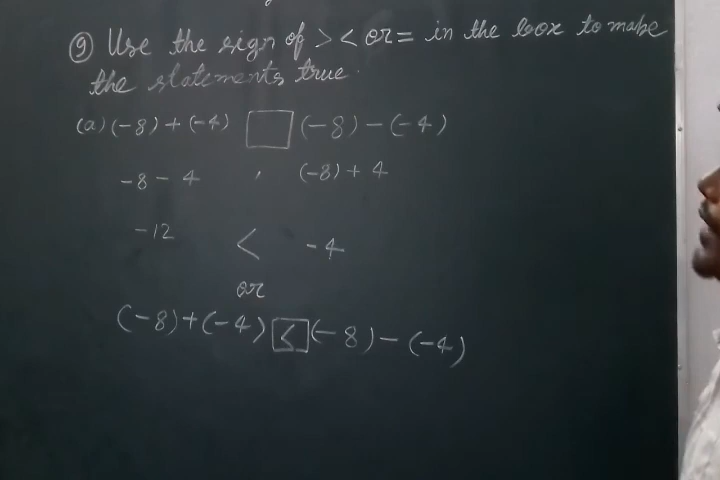 ⑨ Use the sign of > < or = in the box to make
the statements true.
(a) (-8) + (-4) □ (-8) - (-4)
-8 - 4 , (-8) + 4
-12 < -4
or
(-8) + (-4) < (-8) - (-4)